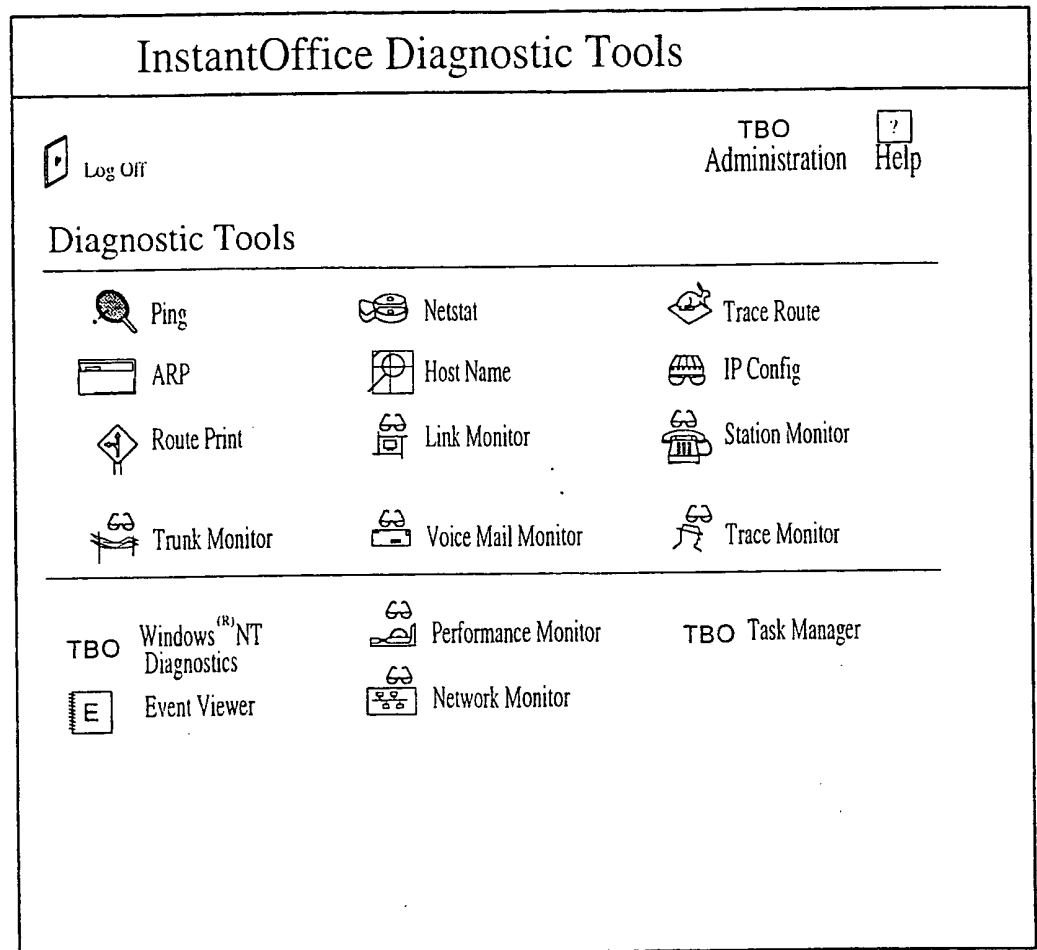 InstantOffice Diagnostic Tools
Log Off
TBO
Administration
?
Help
Diagnostic Tools
Ping
Netstat
Trace Route
ARP
Host Name
IP Config
Route Print
Link Monitor
Station Monitor
Trunk Monitor
Voice Mail Monitor
Trace Monitor
TBO Windows(R) NT
Diagnostics
Performance Monitor
TBO Task Manager
E Event Viewer
Network Monitor